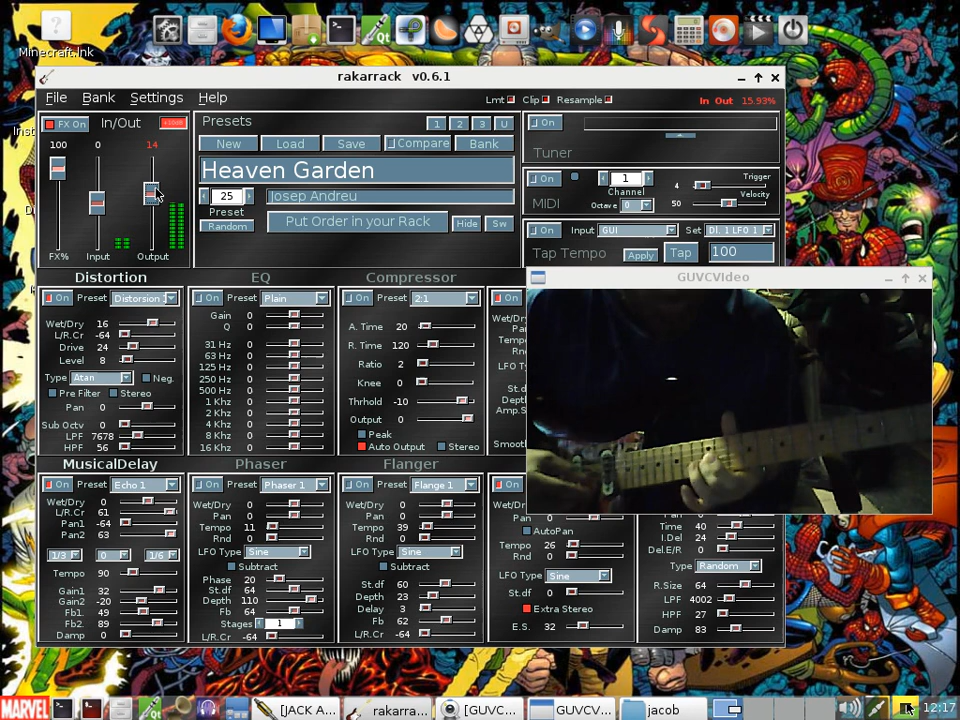 Minecraft.lnk
rakarrack v0.6.1
File Bank Settings Help
Lmt Clip Resample In Out 15.93%
FX On In/Out +10dB
100 0 14
FX% Input Output
Presets 1 2 3 U
New Load Save Compare Bank
Heaven Garden
25 Josep Andreu
Preset
Random Put Order in your Rack Hide Sw
On
Tuner
On 1 Trigger
Channel 4
Velocity
MIDI Octave 0 50
On Input GUI Set Dl. 1 LFO 1
Tap Tempo Apply Tap 100
Distortion
On Preset Distorsion
Wet/Dry 16
L/R.Cr -64
Drive 24
Level 8
Type Atan Neg.
Pre Filter Stereo
Pan 0
Sub Octv 0
LPF 7678
HPF 56
EQ
On Preset Plain
Gain 0
Q 0
31 Hz 0
63 Hz 0
125 Hz 0
250 Hz 0
500 Hz 0
1 Khz 0
2 Khz 0
4 Khz 0
8 Khz 0
16 Khz 0
Compressor
On Preset 2:1
A. Time 20
R. Time 120
Ratio 2
Knee 0
Thrhold -10
Output 0
Peak
Auto Output Stereo
GUVCVideo
MusicalDelay
On Preset Echo 1
Wet/Dry 0
L/R.Cr 61
Pan1 -64
Pan2 63
1/3 0 1/6
Tempo 90
Gain1 32
Gain2 -20
Fb1 49
Fb2 89
Damp 0
Phaser
On Preset Phaser 1
Wet/Dry 0
Pan 0
Tempo 11
Rnd 0
LFO Type Sine
Subtract
Phase 20
St.df 64
Depth 110
Fb 64
Stages 1
L/R.Cr -64
Flanger
On Preset Flange 1
Wet/Dry 0
Pan 0
Tempo 39
Rnd 0
LFO Type Sine
Subtract
St.df 60
Depth 23
Delay 3
Fb 62
L/R.Cr -64
Pan 0
AutoPan
Tempo 26
Rnd 0
LFO Type Sine
St.df 0
Extra Stereo
E.S. 32
Time 40
I.Del 24
Del.E/R 0
Type Random
R.Size 64
LPF 4002
HPF 27
Damp 83
MARVEL [JACK A... rakarra... [GUVC... GUVCV... jacob 12:17